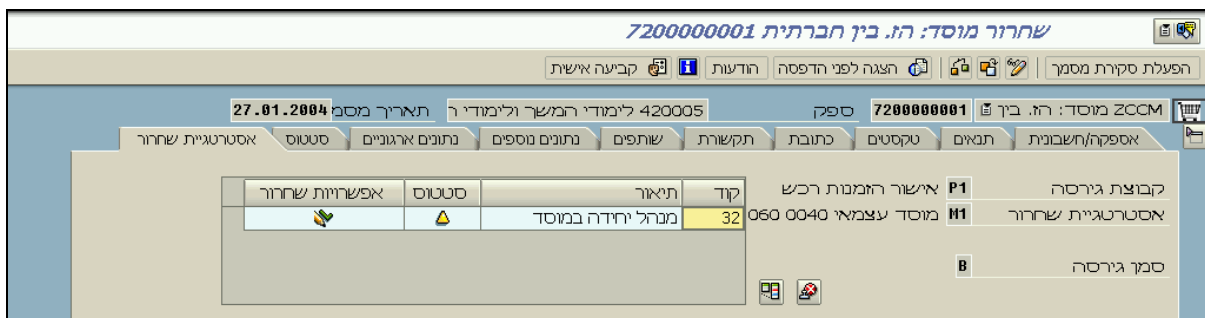 שחרור מוסד: הז. בין חברתית 7200000001
הפעלת סקירת מסמך הצגה לפני הדפסה הודעות קביעה אישית
ZCCM מוסד: הז. בין 7200000001 ספק 420005 לימודי המשך ולימודי ר תאריך מסמ 27.01.2004
אספקה/חשבונית תנאים טקסטים כתובת תקשורת שותפים נתונים נוספים נתונים ארגוניים סטטוס אסטרטגיית שחרור
קבוצת גירסה P1 אישור הזמנות רכש קוד תיאור סטטוס אפשרויות שחרור
אסטרטגיית שחרור M1 מוסד עצמאי 0040 060 32 מנהל יחידה במוסד
סמן גירסה B